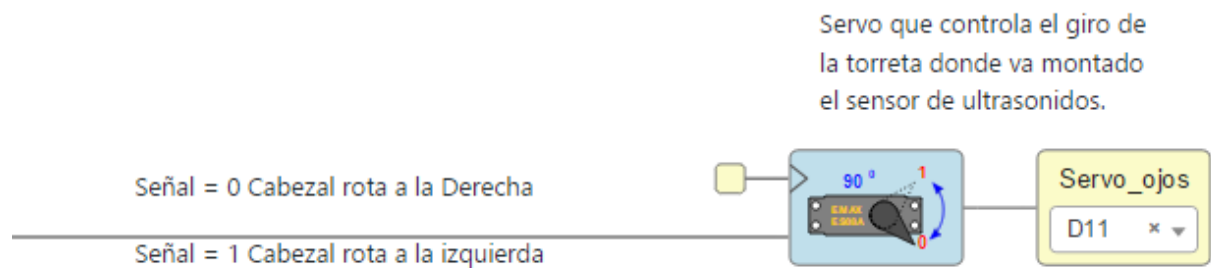 Servo que controla el giro de
la torreta donde va montado
el sensor de ultrasonidos.
Señal = 0 Cabezal rota a la Derecha
Señal = 1 Cabezal rota a la izquierda
90 º
1
EMAX
ES08A
0
Servo_ojos
D11